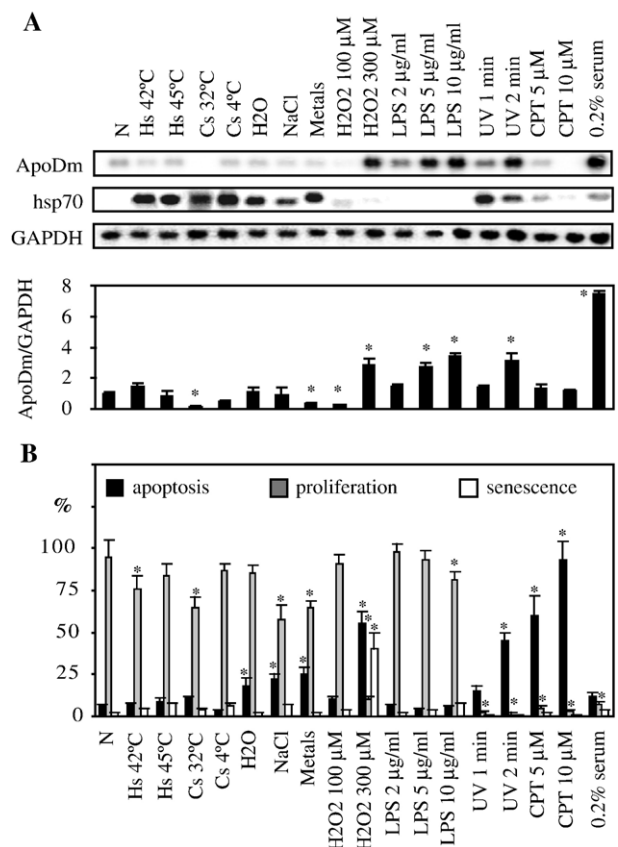 A
N
Hs 42ºC
Hs 45ºC
Cs 32ºC
Cs 4ºC
H2O
NaCl
Metals
H2O2 100 µM
H2O2 300 µM
LPS 2 µg/ml
LPS 5 µg/ml
LPS 10 µg/ml
UV 1 min
UV 2 min
CPT 5 µM
CPT 10 µM
0.2% serum
ApoDm
hsp70
GAPDH
ApoDm/GAPDH
8
6
4
2
0
* * * * * * * *
B
%
apoptosis
proliferation
senescence
100
75
50
25
0
N
Hs 42ºC
Hs 45ºC
Cs 32ºC
Cs 4ºC
H2O
NaCl
Metals
H2O2 100 µM
H2O2 300 µM
LPS 2 µg/ml
LPS 5 µg/ml
LPS 10 µg/ml
UV 1 min
UV 2 min
CPT 5 µM
CPT 10 µM
0.2% serum